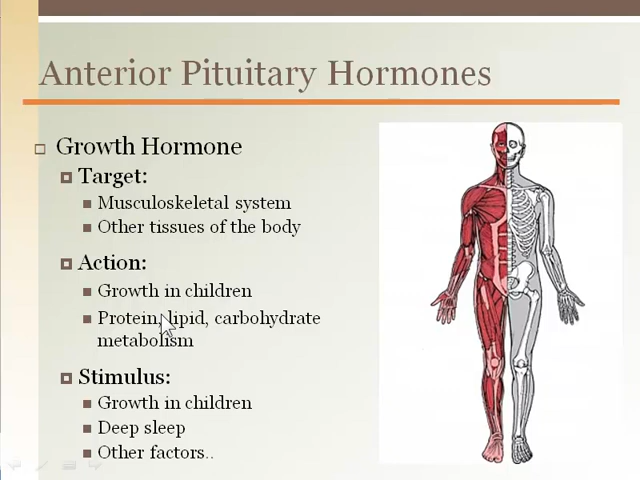 Anterior Pituitary Hormones
Growth Hormone
Target:
Musculoskeletal system
Other tissues of the body
Action:
Growth in children
Protein, lipid, carbohydrate
metabolism
Stimulus:
Growth in children
Deep sleep
Other factors..